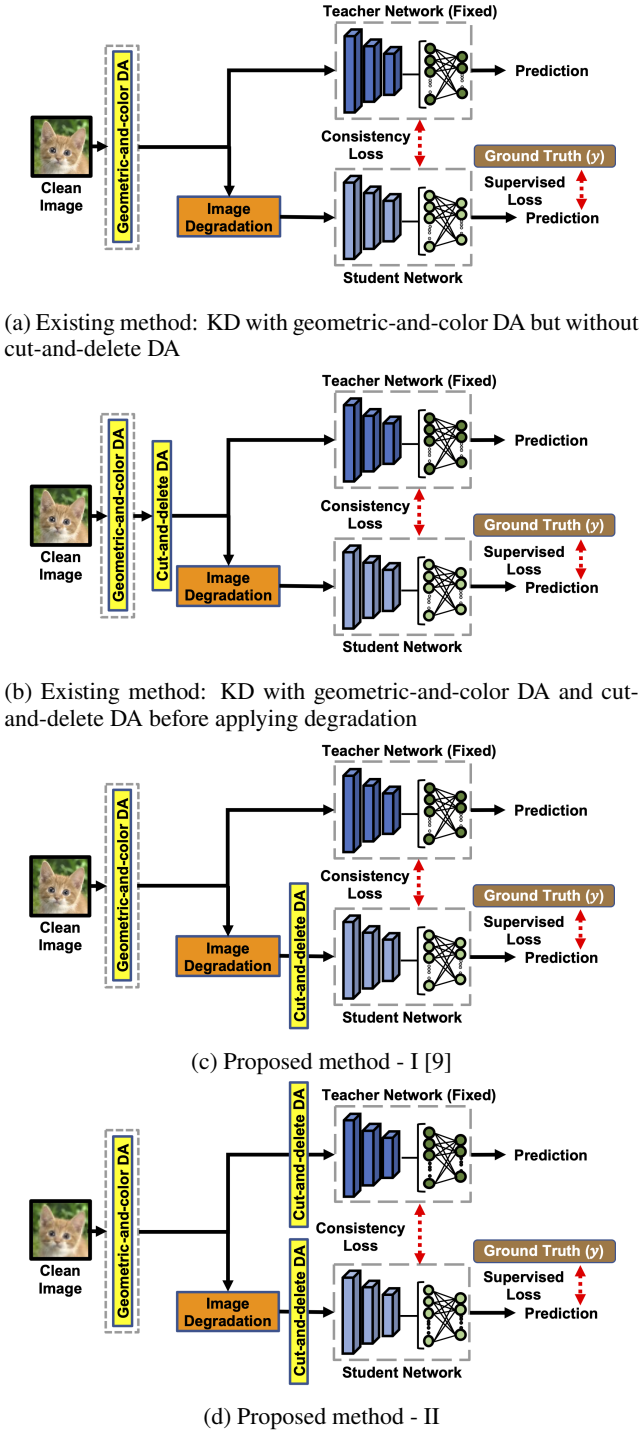 Teacher Network (Fixed)
Geometric-and-color DA
Prediction
Clean
Image
Consistency
Loss
Ground Truth (y)
Image
Degradation
Supervised
Loss
Prediction
Student Network
(a) Existing method: KD with geometric-and-color DA but without
cut-and-delete DA
Teacher Network (Fixed)
Geometric-and-color DA
Cut-and-delete DA
Prediction
Clean
Image
Consistency
Loss
Ground Truth (y)
Image
Degradation
Supervised
Loss
Prediction
Student Network
(b) Existing method: KD with geometric-and-color DA and cut-
and-delete DA before applying degradation
Teacher Network (Fixed)
Geometric-and-color DA
Prediction
Clean
Image
Consistency
Loss
Ground Truth (y)
Image
Degradation
Cut-and-delete DA
Supervised
Loss
Prediction
Student Network
(c) Proposed method - I [9]
Teacher Network (Fixed)
Geometric-and-color DA
Cut-and-delete DA
Prediction
Clean
Image
Consistency
Loss
Ground Truth (y)
Image
Degradation
Cut-and-delete DA
Supervised
Loss
Prediction
Student Network
(d) Proposed method - II